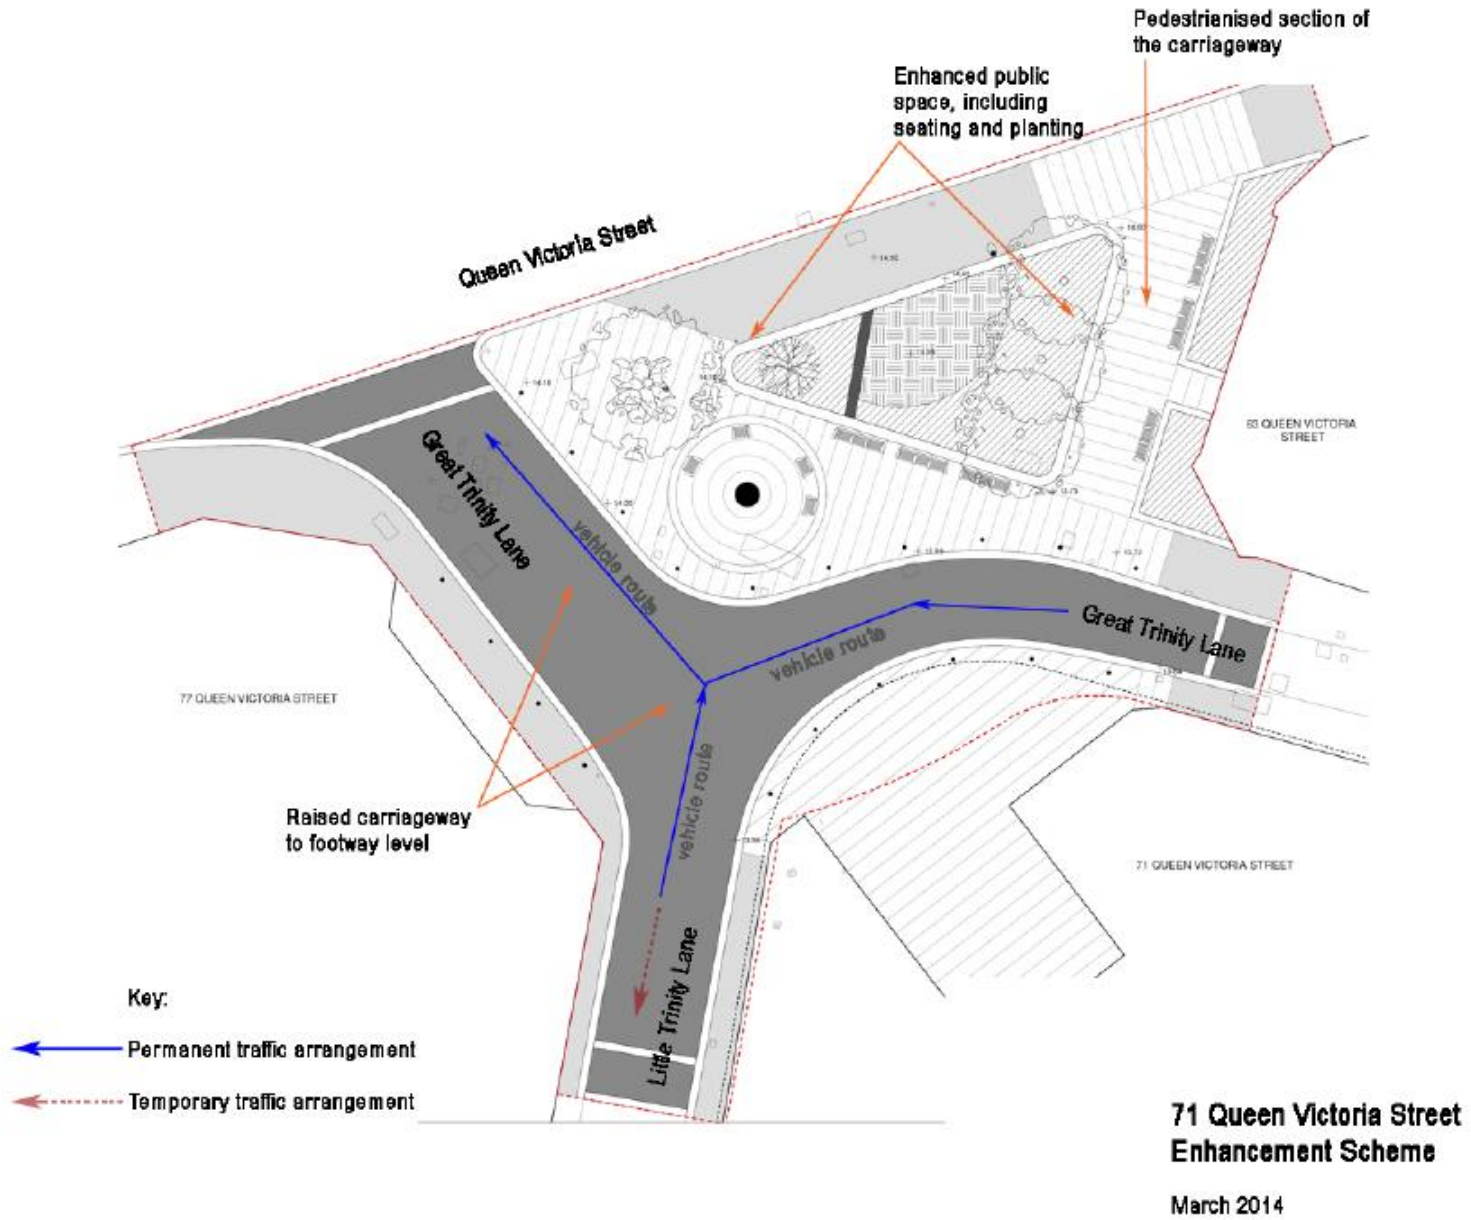 Pedestrianised section of
the carriageway
Enhanced public
space, including
seating and planting
Queen Victoria Street
63 QUEEN VICTORIA
STREET
Great Trinity Lane
vehicle route
Great Trinity Lane
vehicle route
77 QUEEN VICTORIA STREET
vehicle route
Raised carriageway
to footway level
71 QUEEN VICTORIA STREET
Little Trinity Lane
Key:
Permanent traffic arrangement
Temporary traffic arrangement
71 Queen Victoria Street
Enhancement Scheme
March 2014